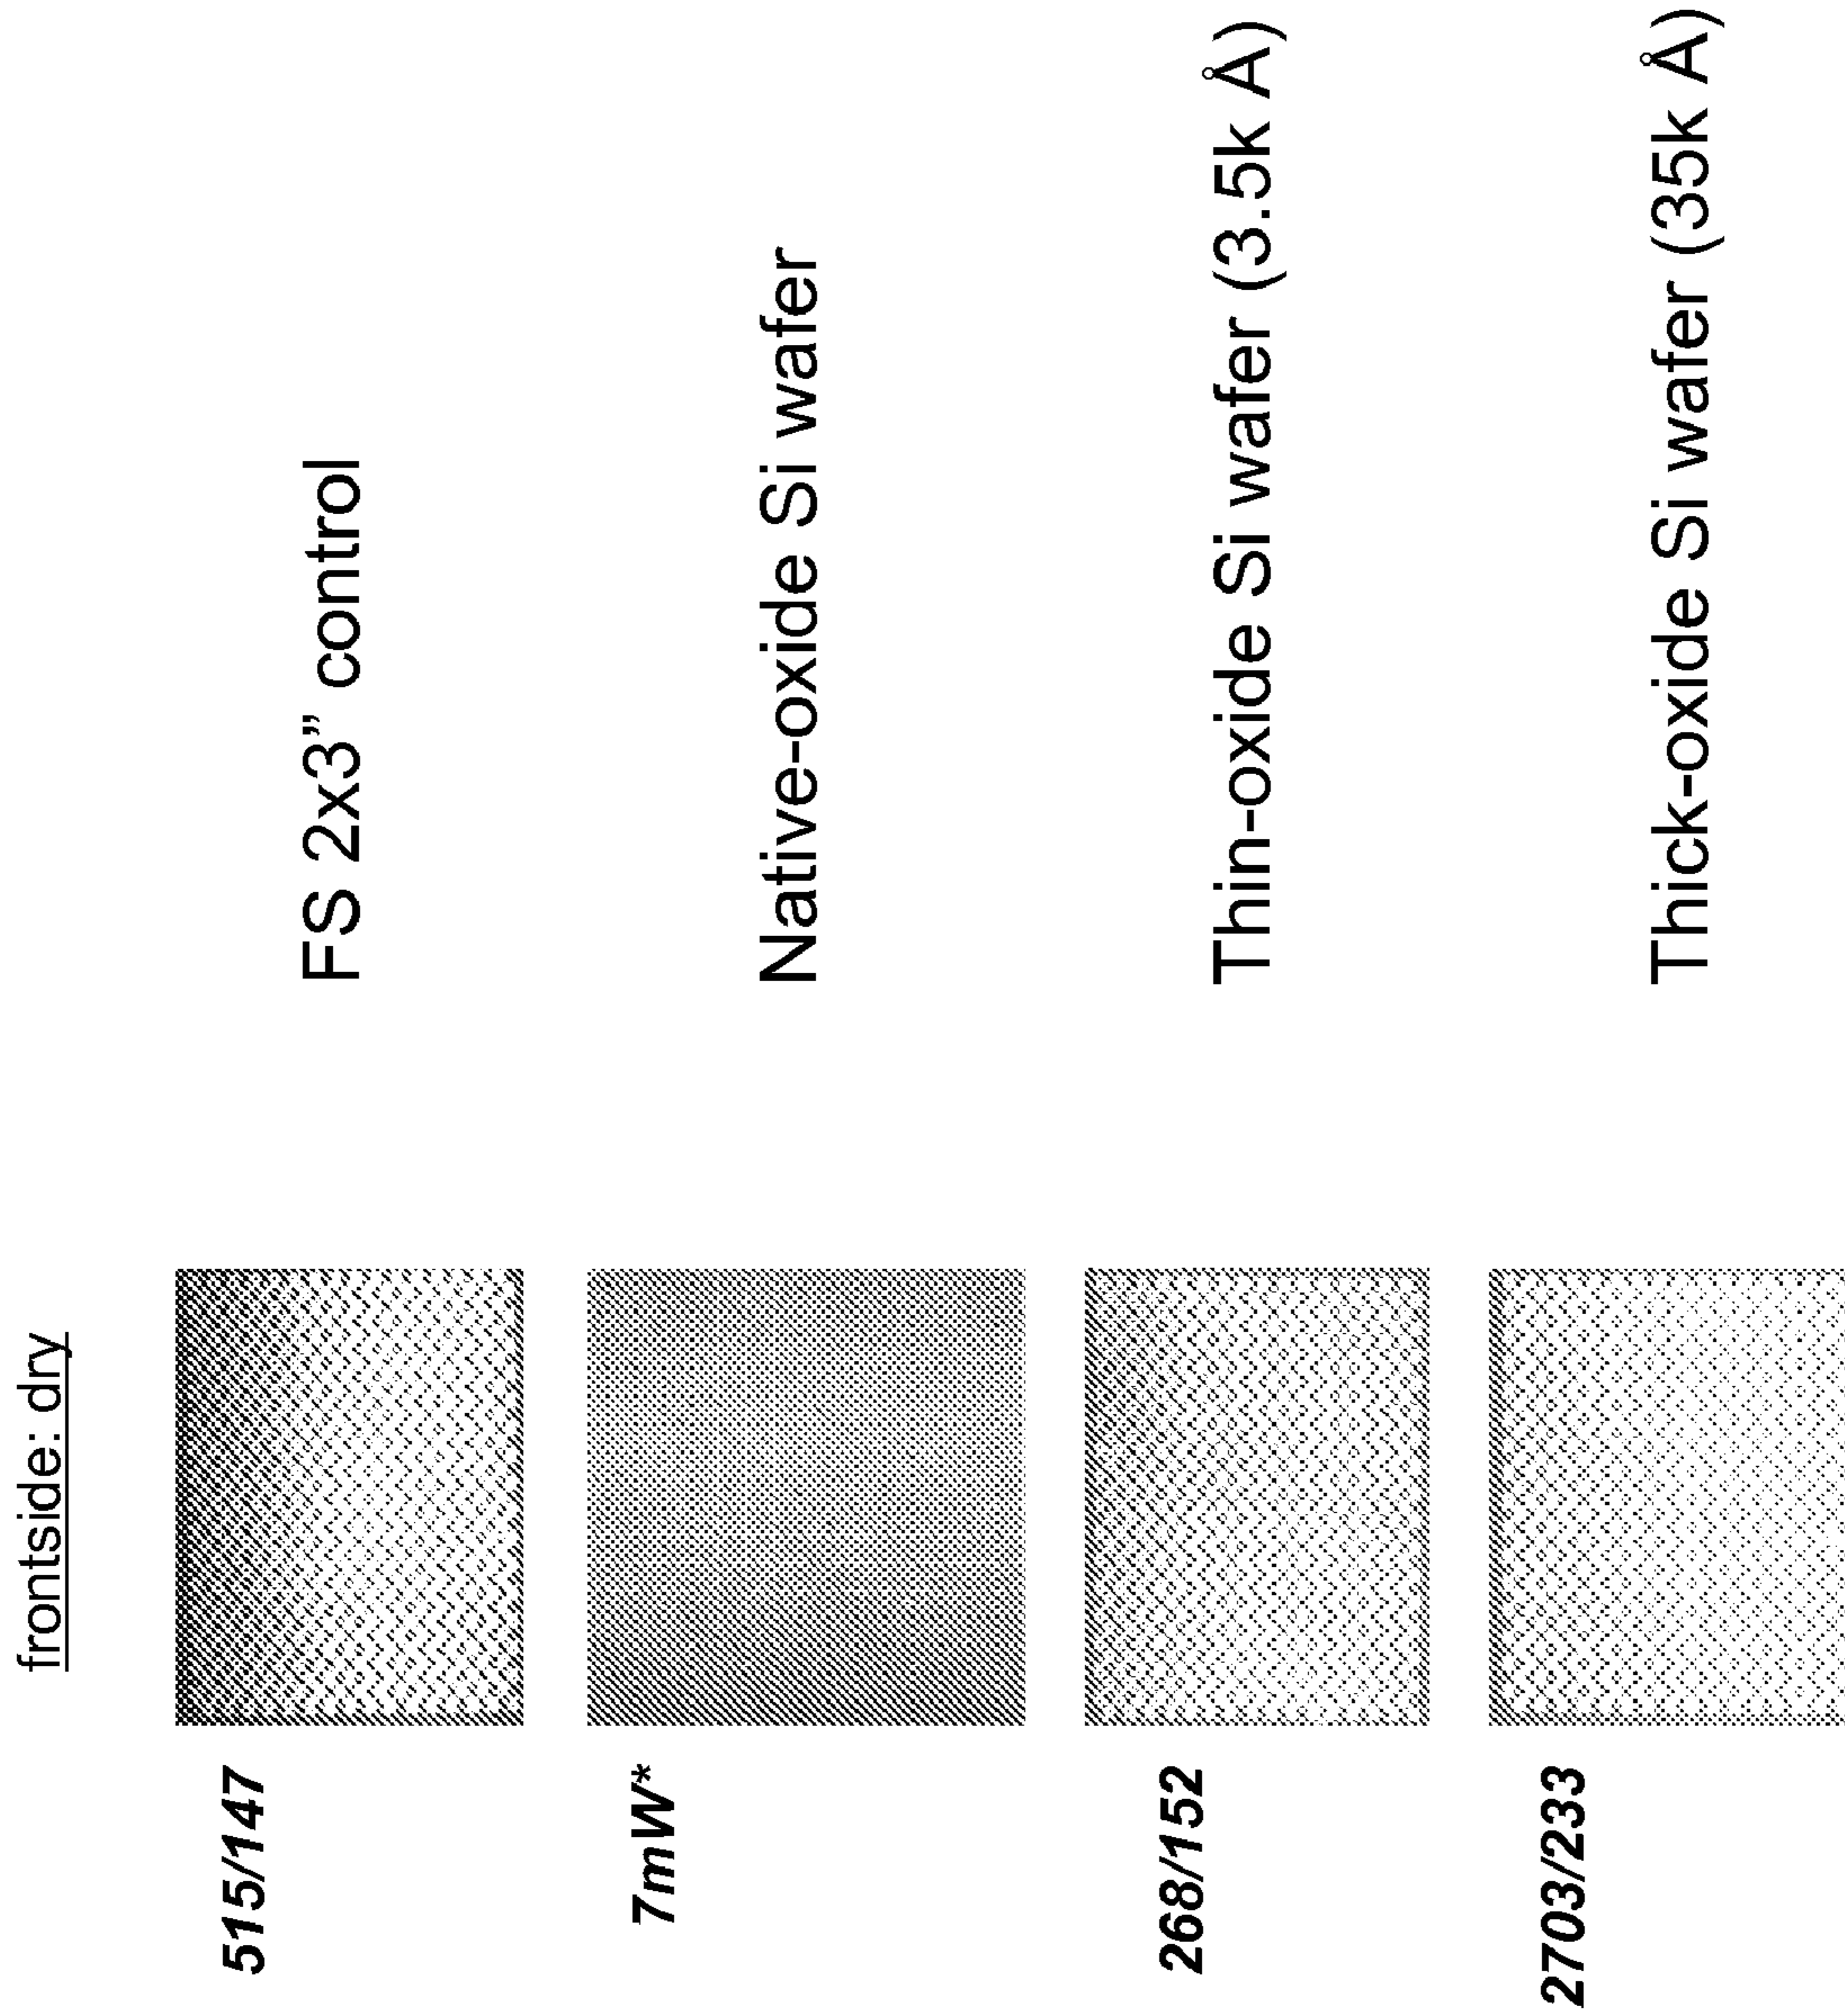 frontside: dry
515/147
FS 2x3” control
7mW*
Native-oxide Si wafer
268/152
Thin-oxide Si wafer (3.5k Å)
2703/233
Thick-oxide Si wafer (35k Å)